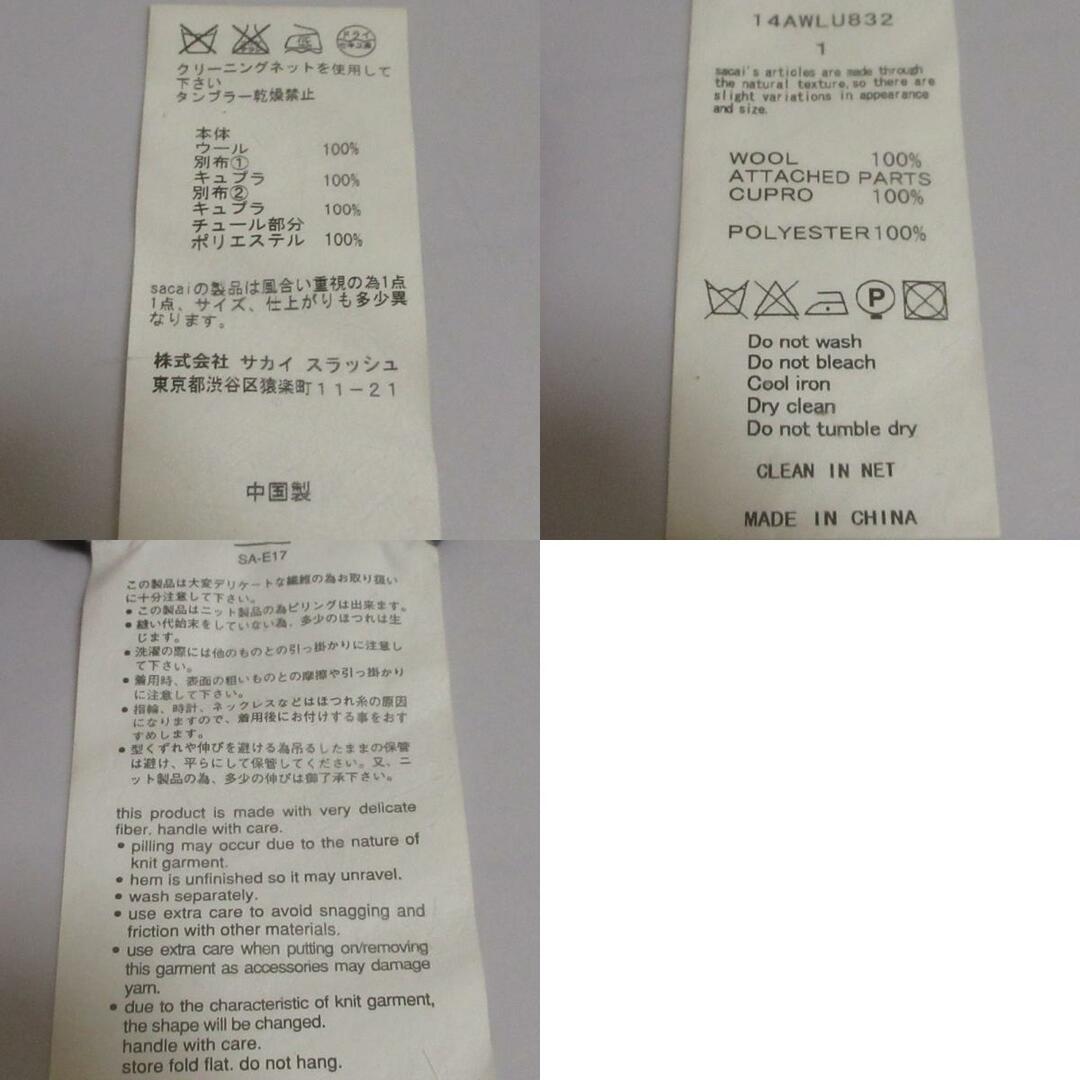 ドライ
セキユ系
低
クリーニングネットを使用して
下さい
タンブラー乾燥禁止
本体
ウール 100%
別布①
キュプラ 100%
別布②
キュプラ 100%
チュール部分
ポリエステル 100%
sacaiの製品は風合い重視の為1点
1点、サイズ、仕上がりも多少異
なります。
株式会社 サカイ スラッシュ
東京都渋谷区猿楽町11-21
中国製
14AWLU832
1
sacai's articles are made through
the natural texture, so there are
slight variations in appearance
and size.
WOOL 100%
ATTACHED PARTS
CUPRO 100%
POLYESTER100%
P
Do not wash
Do not bleach
Cool iron
Dry clean
Do not tumble dry
CLEAN IN NET
MADE IN CHINA
SA-E17
この製品は大変デリケートな繊維の為お取り扱い
に十分注意して下さい。
• この製品はニット製品の為ピリングは出来ます。
• 縫い代始末をしていない為、多少のほつれは生
じます。
• 洗濯の際には他のものとの引っ掛かりに注意し
て下さい。
• 着用時、表面の粗いものとの摩擦や引っ掛かり
に注意して下さい。
• 指輪、時計、ネックレスなどはほつれ糸の原因
になりますので、着用後にお付けする事をおす
すめします。
• 型くずれや伸びを避ける為吊るしたままの保管
は避け、平らにして保管してください。又、ニ
ット製品の為、多少の伸びは御了承下さい。
this product is made with very delicate
fiber. handle with care.
• pilling may occur due to the nature of
knit garment.
• hem is unfinished so it may unravel.
• wash separately.
• use extra care to avoid snagging and
friction with other materials.
• use extra care when putting on/removing
this garment as accessories may damage
yarn.
• due to the characteristic of knit garment,
the shape will be changed.
handle with care.
store fold flat. do not hang.